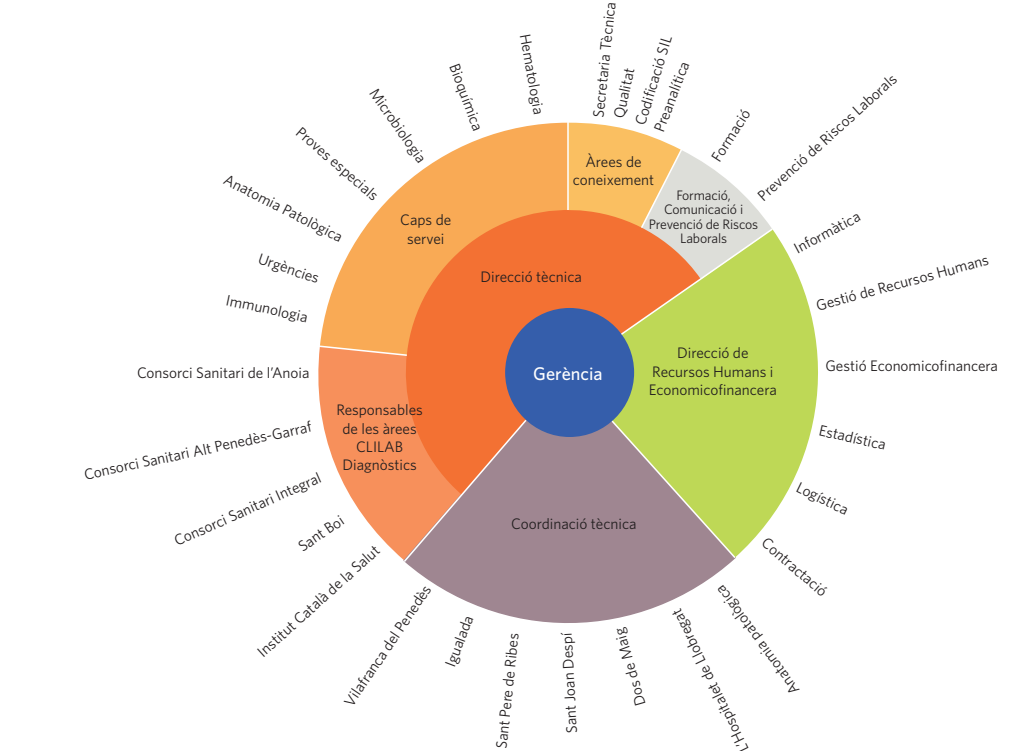 Secretaria Tècnica
Qualitat
Codificació SIL
Preanalítica
Formació
Prevenció de Riscos Laborals
Informàtica
Gestió de Recursos Humans
Gestió Economicofinancera
Estadística
Logística
Contractació
Anatomia patològica
L'Hospitalet de Llobregat
Dos de Maig
Sant Joan Despí
Sant Pere de Ribes
Igualada
Vilafranca del Penedès
Institut Català de la Salut
Sant Boi
Consorci Sanitari Integral
Consorci Sanitari Alt Penedès-Garraf
Consorci Sanitari de l'Anoia
Immunologia
Urgències
Anatomia Patològica
Proves especials
Microbiologia
Bioquímica
Hematologia
Àrees de
coneixement
Formació,
Comunicació i
Prevenció de Riscos
Laborals
Caps de
servei
Direcció tècnica
Direcció de
Recursos Humans i
Economicofinancera
Gerència
Responsables
de les àrees
CLILAB
Diagnòstics
Coordinació tècnica